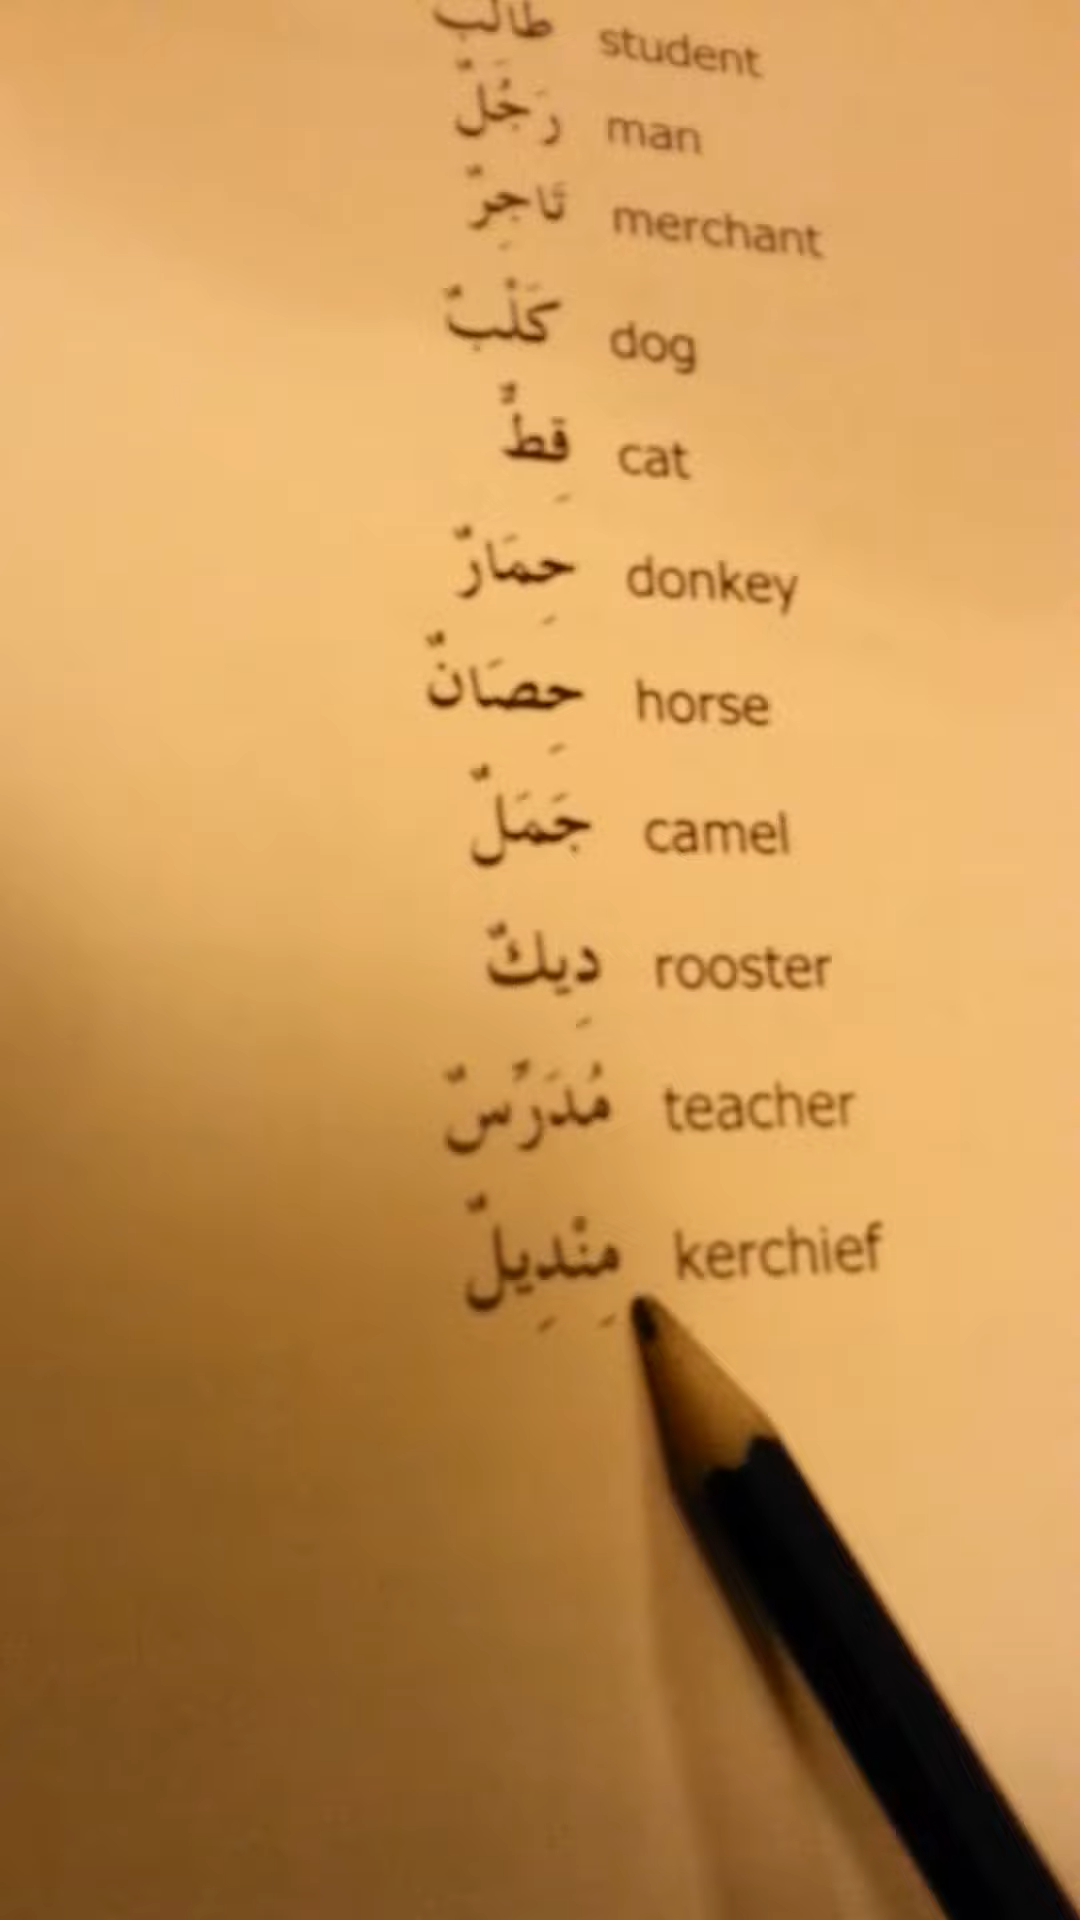 طَالِبٌ student
رَجُلٌ man
تَاجِرٌ merchant
كَلْبٌ dog
قِطٌّ cat
حِمَارٌ donkey
حِصَانٌ horse
جَمَلٌ camel
دِيكٌ rooster
مُدَرِّسٌ teacher
مِنْدِيلٌ kerchief